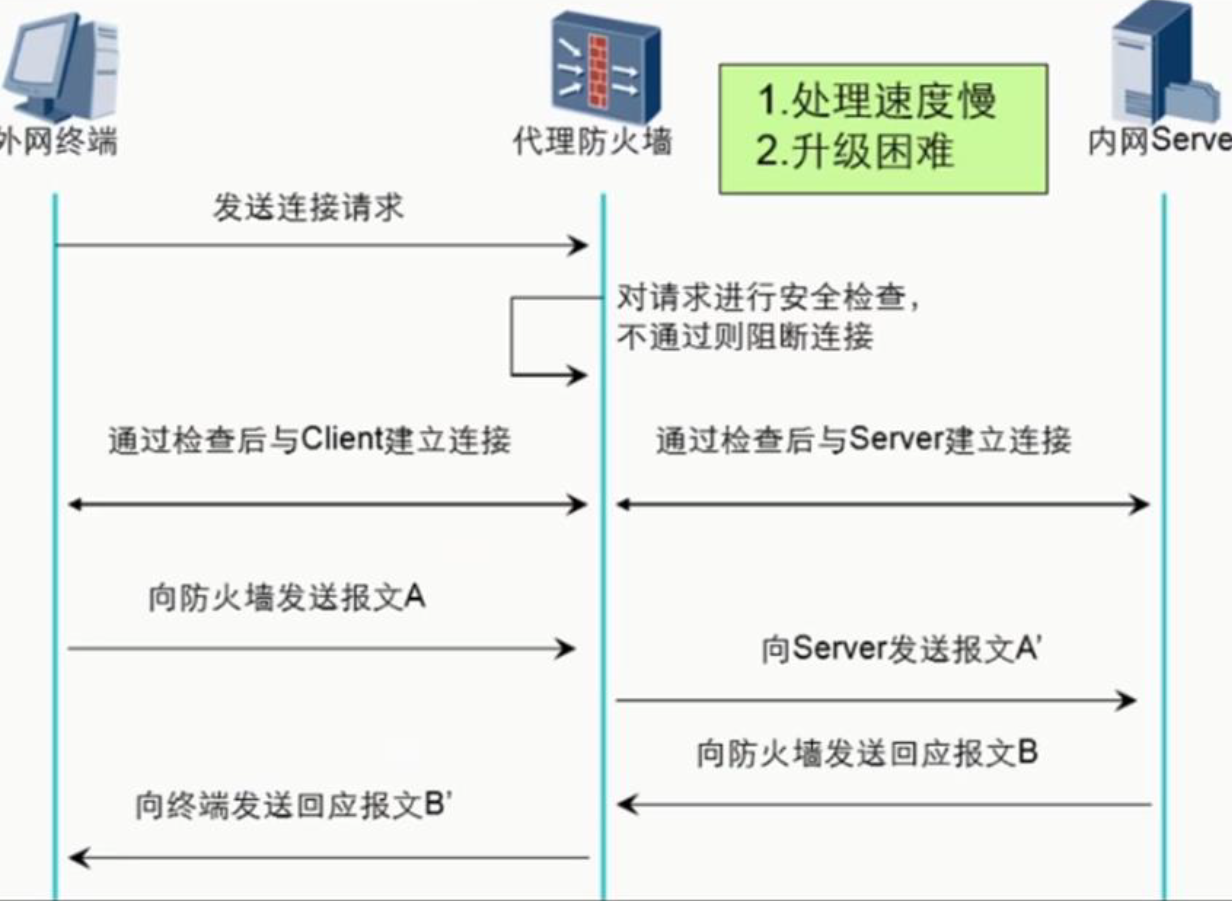 外网终端
代理防火墙
1.处理速度慢
2.升级困难
内网Serve
发送连接请求
对请求进行安全检查，
不通过则阻断连接
通过检查后与Client建立连接
通过检查后与Server建立连接
向防火墙发送报文A
向Server发送报文A'
向防火墙发送回应报文B
向终端发送回应报文B'